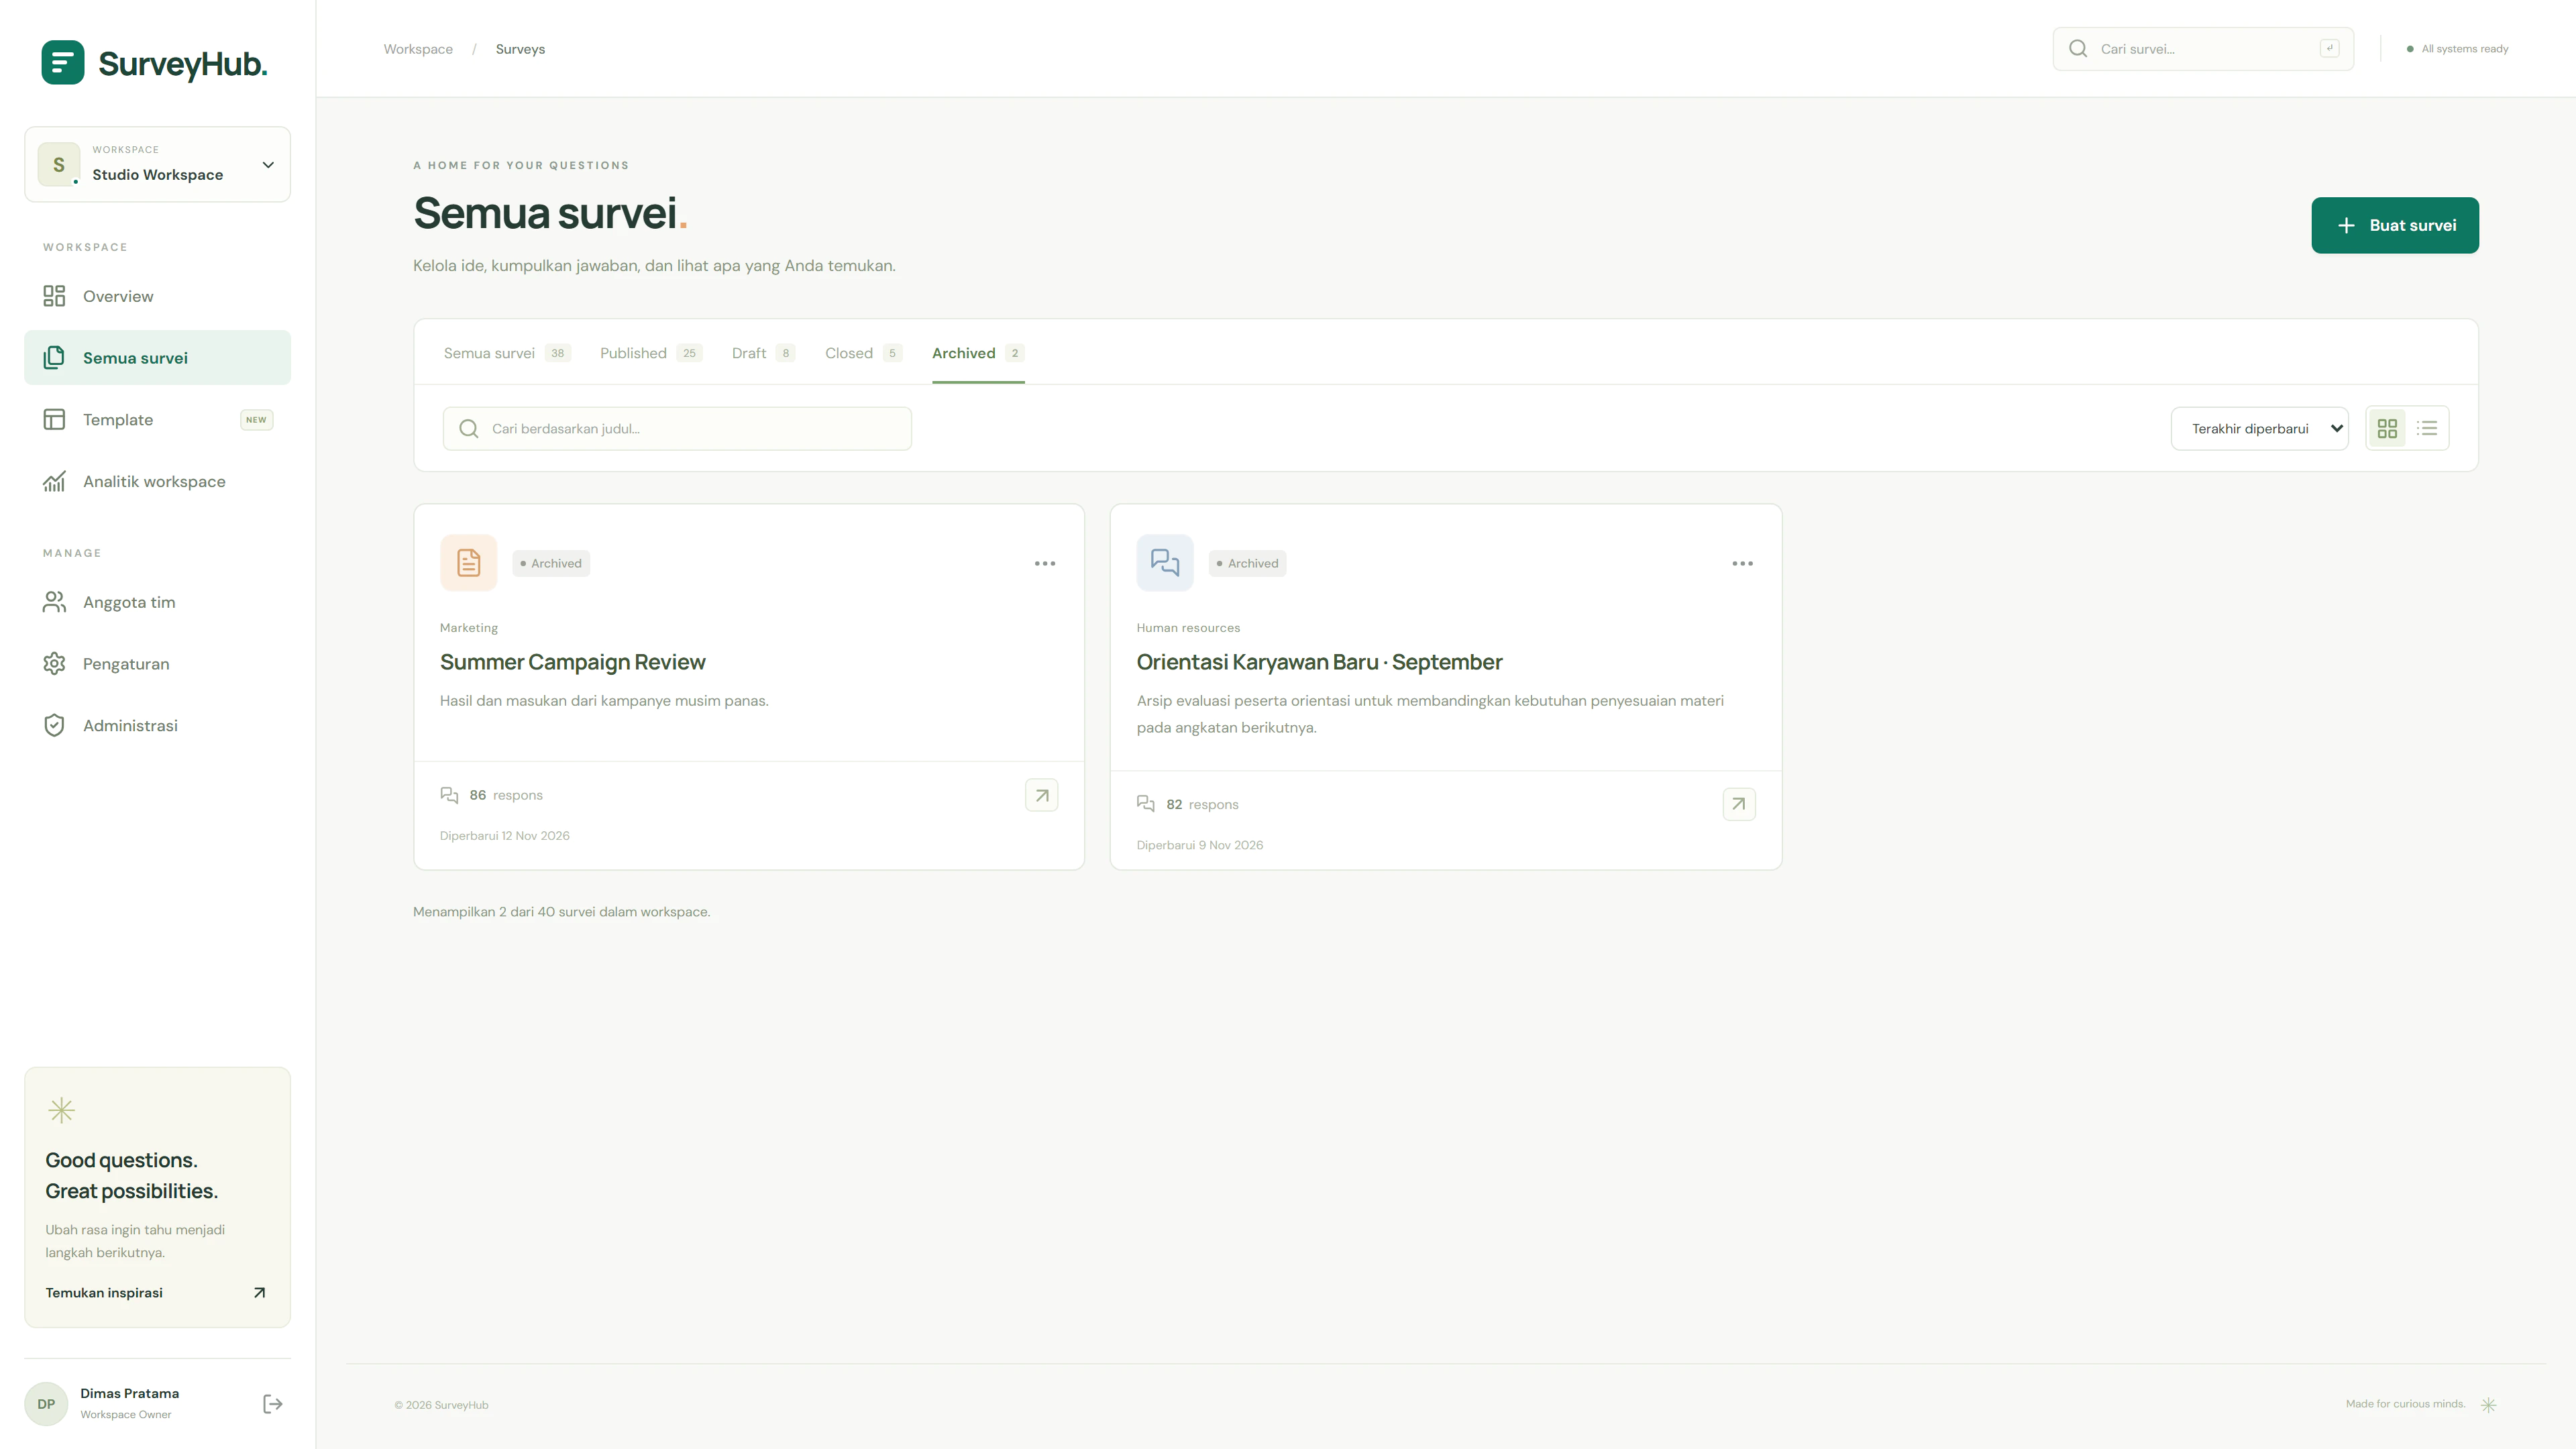 SurveyHub.
WORKSPACE
Studio Workspace
WORKSPACE
Overview
Semua survei
Template NEW
Analitik workspace
MANAGE
Anggota tim
Pengaturan
Administrasi
Good questions.
Great possibilities.
Ubah rasa ingin tahu menjadi
langkah berikutnya.
Temukan inspirasi
DP
Dimas Pratama
Workspace Owner
Workspace / Surveys
Cari survei...
All systems ready
A HOME FOR YOUR QUESTIONS
Semua survei.
Kelola ide, kumpulkan jawaban, dan lihat apa yang Anda temukan.
Buat survei
Semua survei 38 Published 25 Draft 8 Closed 5 Archived 2
Cari berdasarkan judul...
Terakhir diperbarui
Archived
Marketing
Summer Campaign Review
Hasil dan masukan dari kampanye musim panas.
86 respons
Diperbarui 12 Nov 2026
Archived
Human resources
Orientasi Karyawan Baru · September
Arsip evaluasi peserta orientasi untuk membandingkan kebutuhan penyesuaian materi
pada angkatan berikutnya.
82 respons
Diperbarui 9 Nov 2026
Menampilkan 2 dari 40 survei dalam workspace.
© 2026 SurveyHub
Made for curious minds.
S